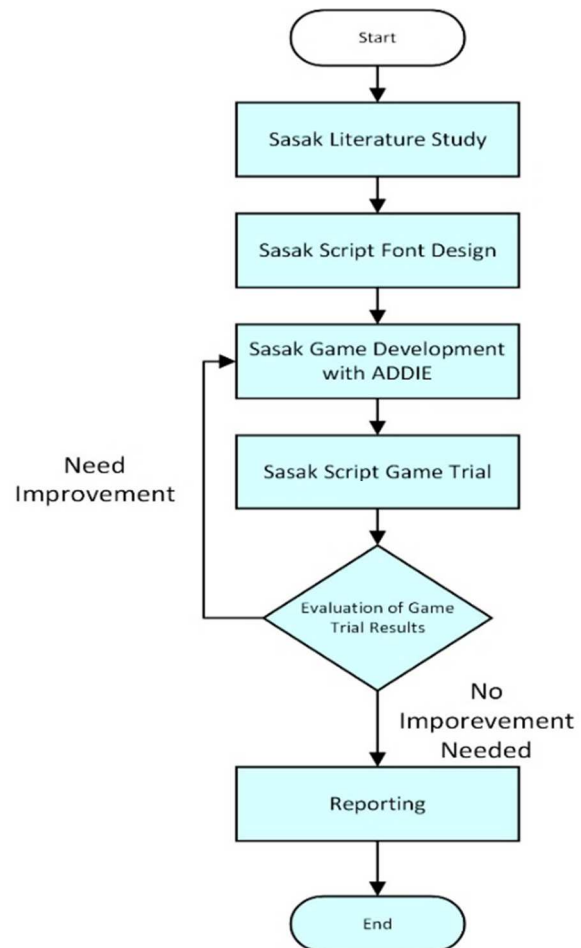 Start
Sasak Literature Study
Sasak Script Font Design
Sasak Game Development
with ADDIE
Need
Improvement
Sasak Script Game Trial
Evaluation of Game
Trial Results
No
Imporevement
Needed
Reporting
End